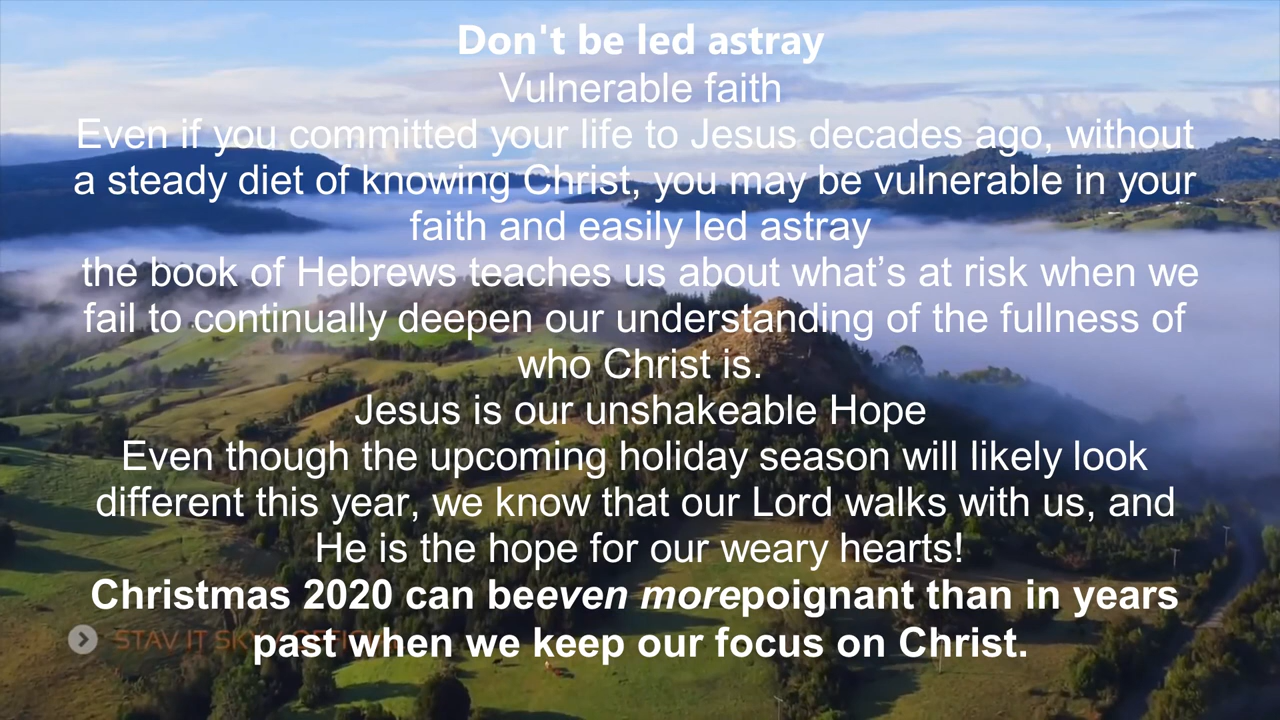 Don't be led astray
Vulnerable faith
Even if you committed your life to Jesus decades ago, without
a steady diet of knowing Christ, you may be vulnerable in your
faith and easily led astray
the book of Hebrews teaches us about what’s at risk when we
fail to continually deepen our understanding of the fullness of
who Christ is.
Jesus is our unshakeable Hope
Even though the upcoming holiday season will likely look
different this year, we know that our Lord walks with us, and
He is the hope for our weary hearts!
Christmas 2020 can beeven morepoignant than in years
past when we keep our focus on Christ.
STAV IT